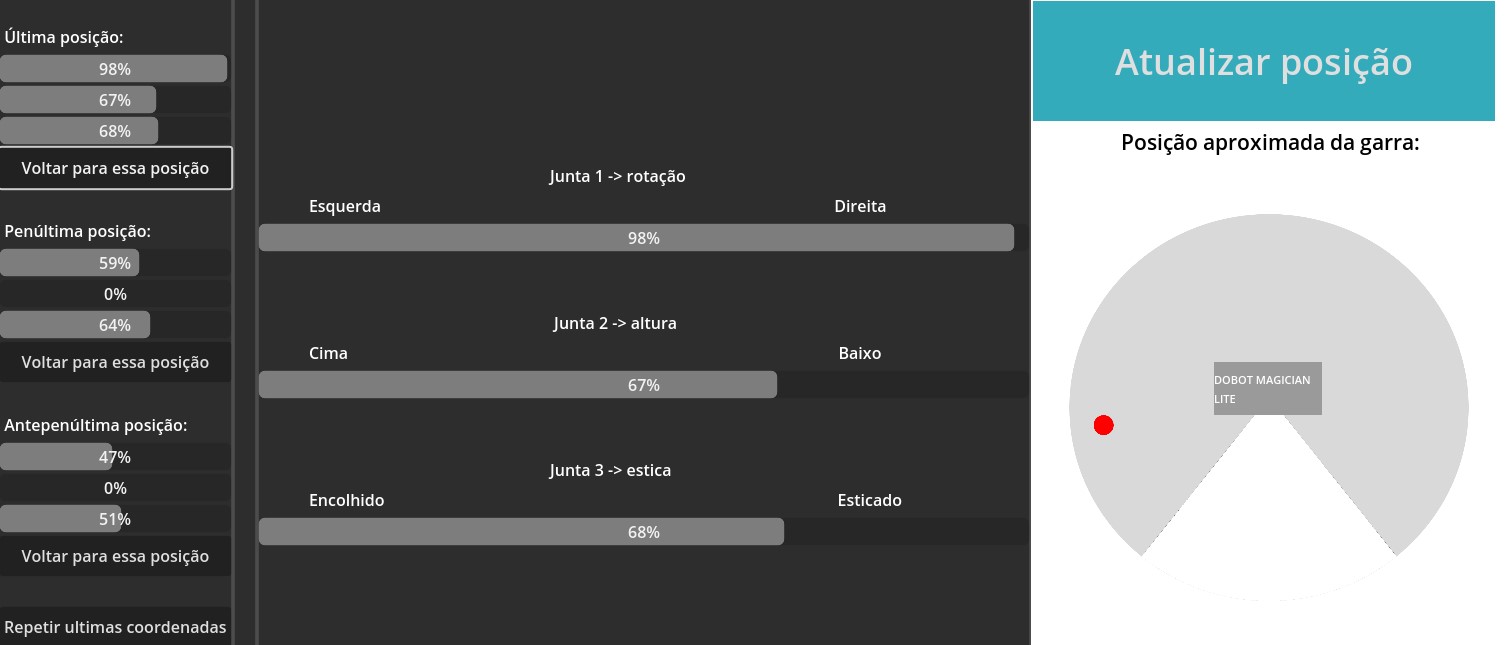 Última posição:
98%
67%
68%
Voltar para essa posição
Penúltima posição:
59%
0%
64%
Voltar para essa posição
Antepenúltima posição:
47%
0%
51%
Voltar para essa posição
Repetir ultimas coordenadas
Junta 1 -> rotação
Esquerda Direita
98%
Junta 2 -> altura
Cima Baixo
67%
Junta 3 -> estica
Encolhido Esticado
68%
Atualizar posição
Posição aproximada da garra:
DOBOT MAGICIAN
LITE